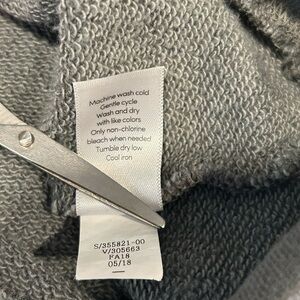 Machine wash cold
Gentle cycle
Wash and dry
with like colors
Only non-chlorine
bleach when needed
Tumble dry low
Cool iron
S/355821-00
V/305663
FA18
05/18